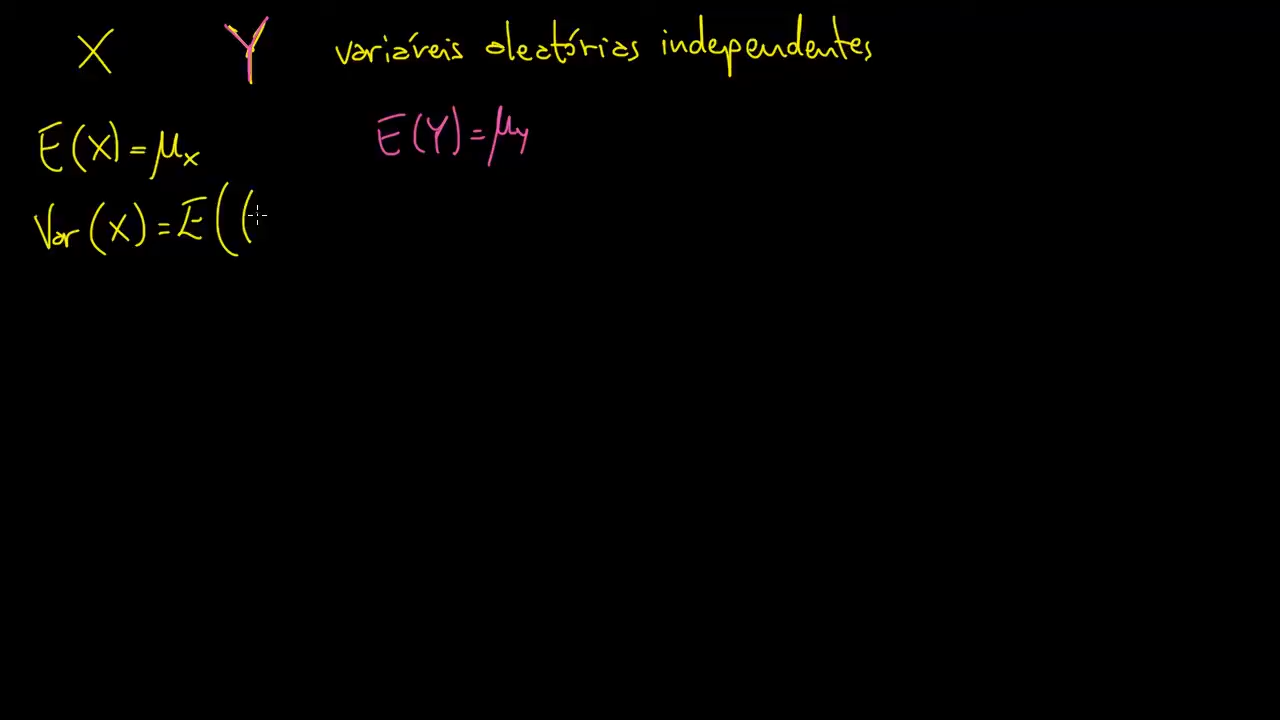 X Y variáveis aleatórias independentes
E(X)=μx E(Y)=μy
Var(X)=E((